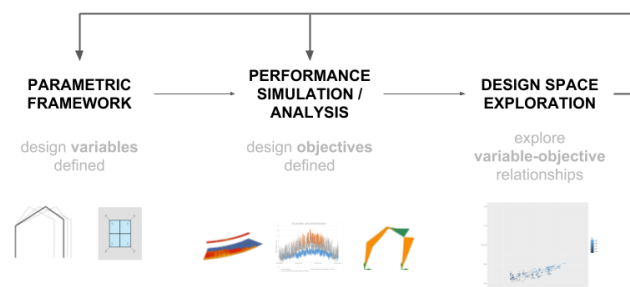 PARAMETRIC
FRAMEWORK
design variables
defined
PERFORMANCE
SIMULATION /
ANALYSIS
design objectives
defined
DESIGN SPACE
EXPLORATION
explore
variable-objective
relationships